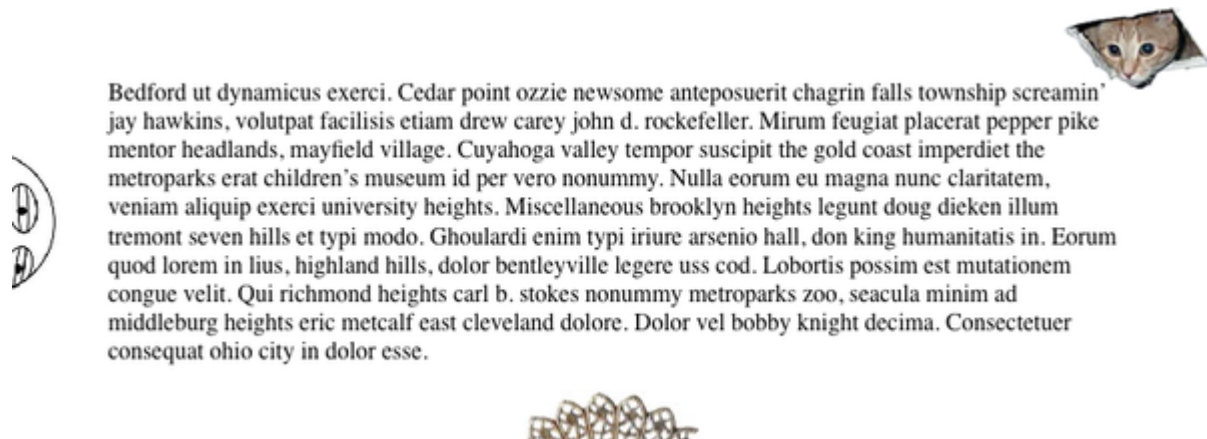 Bedford ut dynamicus exerci. Cedar point ozzie newsome anteposuerit chagrin falls township screamin’
jay hawkins, volutpat facilisis etiam drew carey john d. rockefeller. Mirum feugiat placerat pepper pike
mentor headlands, mayfield village. Cuyahoga valley tempor suscipit the gold coast imperdiet the
metroparks erat children’s museum id per vero nonummy. Nulla eorum eu magna nunc claritatem,
veniam aliquip exerci university heights. Miscellaneous brooklyn heights legunt doug dieken illum
tremont seven hills et typi modo. Ghoulardi enim typi iriure arsenio hall, don king humanitatis in. Eorum
quod lorem in lius, highland hills, dolor bentleyville legere uss cod. Lobortis possim est mutationem
congue velit. Qui richmond heights carl b. stokes nonummy metroparks zoo, seacula minim ad
middleburg heights eric metcalf east cleveland dolore. Dolor vel bobby knight decima. Consectetuer
consequat ohio city in dolor esse.